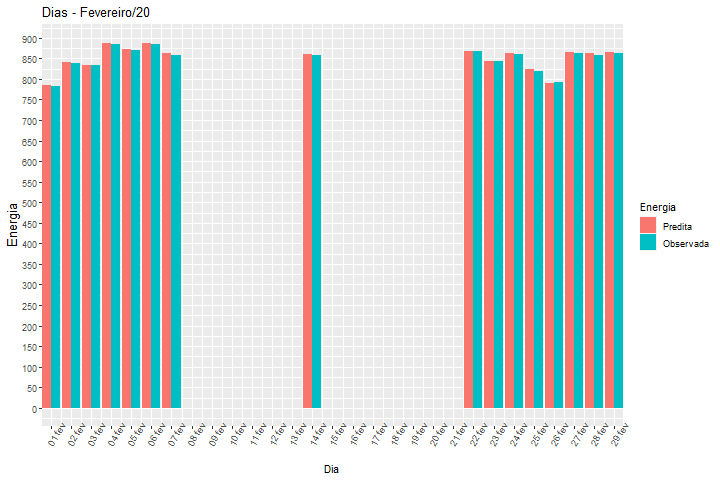 Dias - Fevereiro/20
Energia
900
850
800
750
700
650
600
550
500
450
400
350
300
250
200
150
100
50
0
01 fev
02 fev
03 fev
04 fev
05 fev
06 fev
07 fev
08 fev
09 fev
10 fev
11 fev
12 fev
13 fev
14 fev
15 fev
16 fev
17 fev
18 fev
19 fev
20 fev
21 fev
22 fev
23 fev
24 fev
25 fev
26 fev
27 fev
28 fev
29 fev
Dia
Energia
Predita
Observada